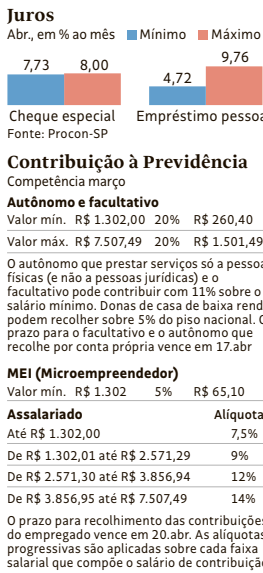 Juros
Abr., em % ao mês Mínimo Máximo
7,73 8,00 4,72 9,76
Cheque especial Empréstimo pessoa
Fonte: Procon-SP
Contribuição à Previdência
Competência março
Autônomo e facultativo
Valor mín. R$ 1.302,00 20% R$ 260,40
Valor máx. R$ 7.507,49 20% R$ 1.501,49
O autônomo que prestar serviços só a pessoa
físicas (e não a pessoas jurídicas) e o
facultativo pode contribuir com 11% sobre o
salário mínimo. Donas de casa de baixa rend
podem recolher sobre 5% do piso nacional. O
prazo para o facultativo e o autônomo que
recolhe por conta própria vence em 17.abr
MEI (Microempreendedor)
Valor mín. R$ 1.302 5% R$ 65,10
Assalariado Alíquota
Até R$ 1.302,00 7,5%
De R$ 1.302,01 até R$ 2.571,29 9%
De R$ 2.571,30 até R$ 3.856,94 12%
De R$ 3.856,95 até R$ 7.507,49 14%
O prazo para recolhimento das contribuições
do empregado vence em 20.abr. As alíquotas
progressivas são aplicadas sobre cada faixa
salarial que compõe o salário de contribuição